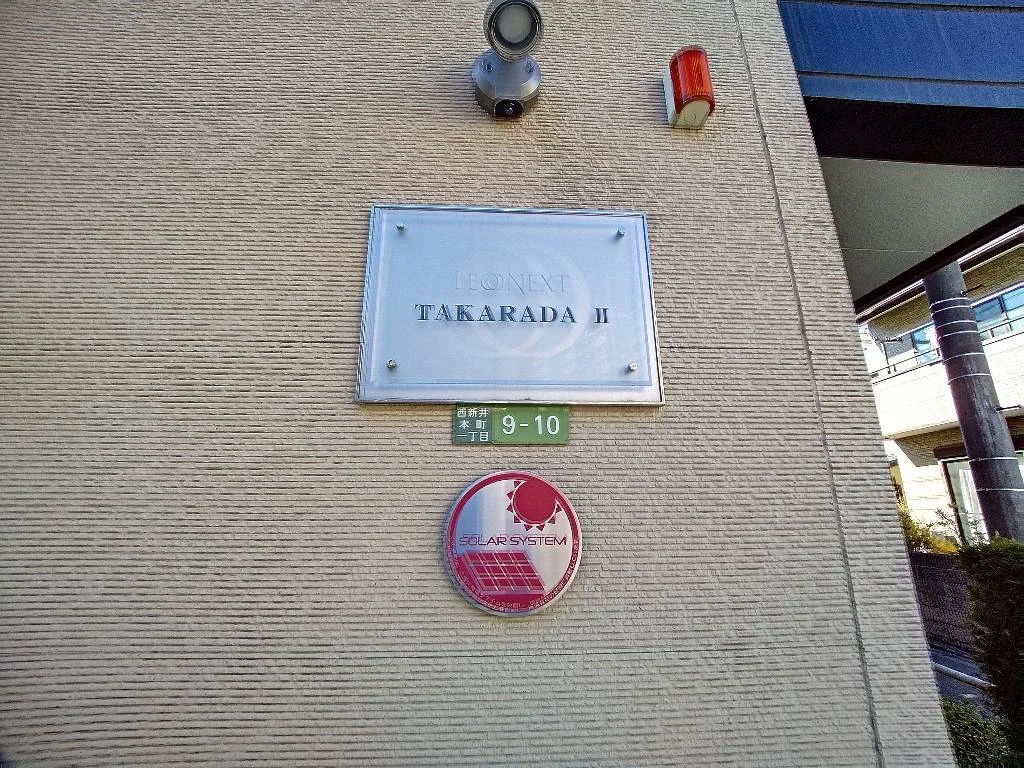 LEONEXT
TAKARADA II
西新井
本町
一丁目
9-10
SOLAR SYSTEM